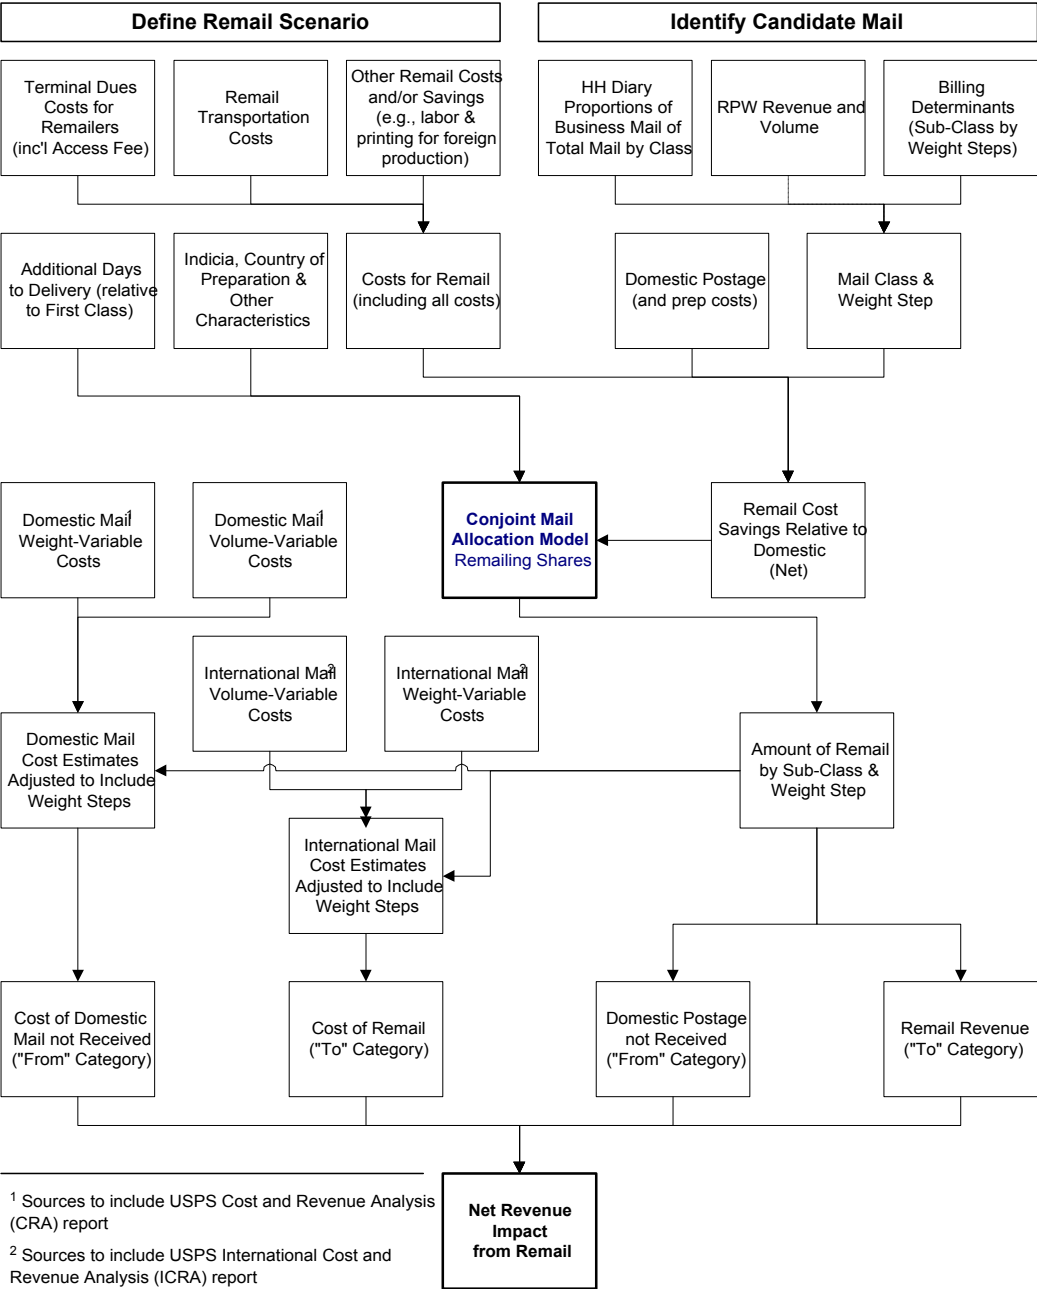 Define Remail Scenario
Identify Candidate Mail
Terminal Dues
Costs for
Remailers
(inc'l Access Fee)
Remail
Transportation
Costs
Other Remail Costs
and/or Savings
(e.g., labor &
printing for foreign
production)
HH Diary
Proportions of
Business Mail of
Total Mail by Class
RPW Revenue and
Volume
Billing
Determinants
(Sub-Class by
Weight Steps)
Additional Days
to Delivery (relative
to First Class)
Indicia, Country of
Preparation &
Other
Characteristics
Costs for Remail
(including all costs)
Domestic Postage
(and prep costs)
Mail Class &
Weight Step
Domestic Mail1
Weight-Variable
Costs
Domestic Mail1
Volume-Variable
Costs
Conjoint Mail
Allocation Model
Remailing Shares
Remail Cost
Savings Relative to
Domestic
(Net)
International Mail2
Volume-Variable
Costs
International Mail2
Weight-Variable
Costs
Domestic Mail
Cost Estimates
Adjusted to Include
Weight Steps
Amount of Remail
by Sub-Class &
Weight Step
International Mail
Cost Estimates
Adjusted to Include
Weight Steps
Cost of Domestic
Mail not Received
("From" Category)
Cost of Remail
("To" Category)
Domestic Postage
not Received
("From" Category)
Remail Revenue
("To" Category)
1 Sources to include USPS Cost and Revenue Analysis
(CRA) report
2 Sources to include USPS International Cost and
Revenue Analysis (ICRA) report
Net Revenue
Impact
from Remail